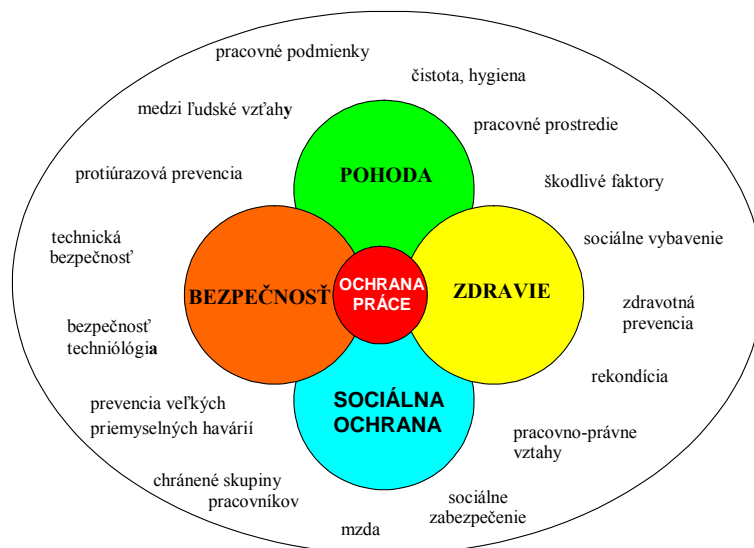 pracovné podmienky
čistota, hygiena
medzi ľudské vzťahy
pracovné prostredie
protiúrazová prevencia
POHODA
škodlivé faktory
technická
bezpečnosť
sociálne vybavenie
BEZPEČNOSŤ
OCHRANA
PRÁCE
ZDRAVIE
zdravotná
prevencia
bezpečnosť
techniológia
rekondícia
prevencia veľkých
priemyselných havárií
SOCIÁLNA
OCHRANA
pracovno-právne
vztahy
chránené skupiny
pracovníkov
sociálne
zabezpečenie
mzda